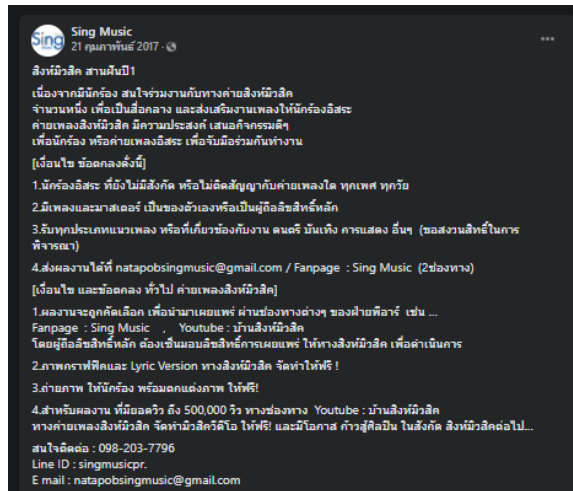 Sing
Sing Music
21 กุมภาพันธ์ 2017 ·
สิงห์มิวสิค สานฝันปี1
เนื่องจากมีนักร้อง สนใจร่วมงานกับทางค่ายสิงห์มิวสิค
จำนวนหนึ่ง เพื่อเป็นสื่อกลาง และส่งเสริมงานเพลงให้นักร้องอิสระ
ค่ายเพลงสิงห์มิวสิค มีความประสงค์ เสนอกิจกรรมดีๆ
เพื่อนักร้อง หรือค่ายเพลงอิสระ เพื่อจับมือร่วมกันทำงาน
[เงื่อนไข ข้อตกลงดั่งนี้]
1.นักร้องอิสระ ที่ยังไม่มีสังกัด หรือไม่ติดสัญญากับค่ายเพลงใด ทุกเพศ ทุกวัย
2.มีเพลงและมาสเตอร์ เป็นของตัวเองหรือเป็นผู้ถือลิขสิทธิ์หลัก
3.รับทุกประเภทแนวเพลง หรือที่เกี่ยวข้องกับงาน ดนตรี บันเทิง การแสดง อื่นๆ (ขอสงวนสิทธิ์ในการ
พิจารณา)
4.ส่งผลงานได้ที่ natapobsingmusic@gmail.com / Fanpage : Sing Music (2ช่องทาง)
[เงื่อนไข และข้อตกลง ทั่วไป ค่ายเพลงสิงห์มิวสิค]
1.ผลงานจะถูกคัดเลือก เพื่อนำมาเผยแพร่ ผ่านช่องทางต่างๆ ของฝ่ายพีอาร์ เช่น ...
Fanpage : Sing Music , Youtube : บ้านสิงห์มิวสิค
โดยผู้ถือลิขสิทธิ์หลัก ต้องเซ็นมอบลิขสิทธิ์การเผยแพร่ ให้ทางสิงห์มิวสิค เพื่อดำเนินการ
2.ภาพกราฟฟิคและ Lyric Version ทางสิงห์มิวสิค จัดทำให้ฟรี !
3.ถ่ายภาพ ให้นักร้อง พร้อมตกแต่งภาพ ให้ฟรี!
4.สำหรับผลงาน ที่มียอดวิว ถึง 500,000 วิว ทางช่องทาง Youtube : บ้านสิงห์มิวสิค
ทางค่ายเพลงสิงห์มิวสิค จัดทำมิวสิควีดีโอ ให้ฟรี! และมีโอกาส ก้าวสู่ศิลปิน ในสังกัด สิงห์มิวสิคต่อไป...
สนใจติดต่อ : 098-203-7796
Line ID : singmusicpr.
E mail : natapobsingmusic@gmail.com